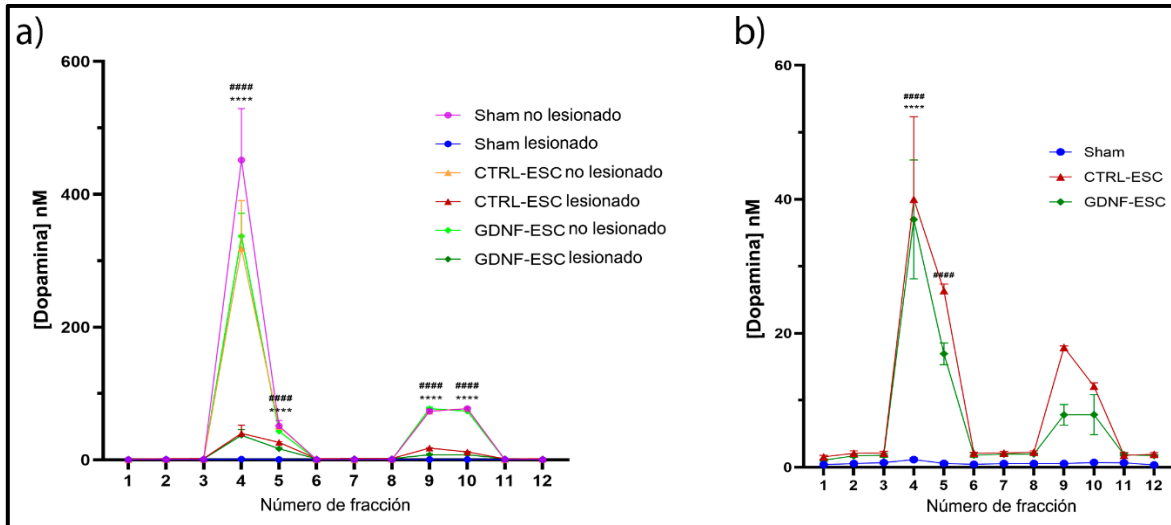 a)
600
400
200
0
[Dopamina] nM
####
****
####
****
####
****
####
****
Sham no lesionado
Sham lesionado
CTRL-ESC no lesionado
CTRL-ESC lesionado
GDNF-ESC no lesionado
GDNF-ESC lesionado
1 2 3 4 5 6 7 8 9 10 11 12
Número de fracción
b)
60
40
20
0
[Dopamina] nM
####
****
####
Sham
CTRL-ESC
GDNF-ESC
1 2 3 4 5 6 7 8 9 10 11 12
Número de fracción